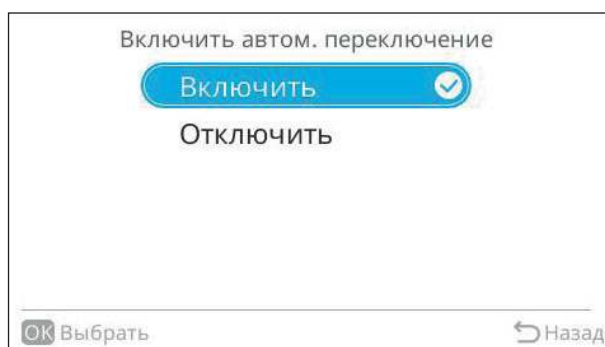 Включить автом. переключение
Включить
Отключить
OK Выбрать
Назад